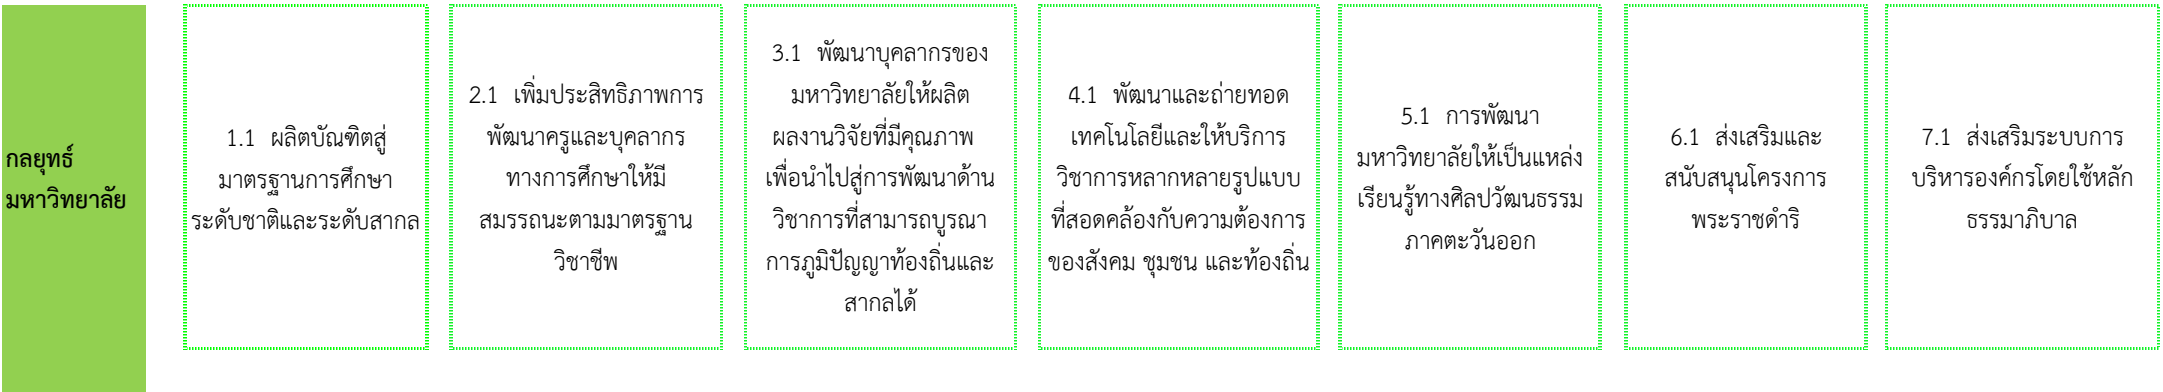 กลยุทธ์
มหาวิทยาลัย
1.1 ผลิตบัณฑิตสู่
มาตรฐานการศึกษา
ระดับชาติและระดับสากล
2.1 เพิ่มประสิทธิภาพการ
พัฒนาครูและบุคลากร
ทางการศึกษาให้มี
สมรรถนะตามมาตรฐาน
วิชาชีพ
3.1 พัฒนาบุคลากรของ
มหาวิทยาลัยให้ผลิต
ผลงานวิจัยที่มีคุณภาพ
เพื่อนำไปสู่การพัฒนาด้าน
วิชาการที่สามารถบูรณา
การภูมิปัญญาท้องถิ่นและ
สากลได้
4.1 พัฒนาและถ่ายทอด
เทคโนโลยีและให้บริการ
วิชาการหลากหลายรูปแบบ
ที่สอดคล้องกับความต้องการ
ของสังคม ชุมชน และท้องถิ่น
5.1 การพัฒนา
มหาวิทยาลัยให้เป็นแหล่ง
เรียนรู้ทางศิลปวัฒนธรรม
ภาคตะวันออก
6.1 ส่งเสริมและ
สนับสนุนโครงการ
พระราชดำริ
7.1 ส่งเสริมระบบการ
บริหารองค์กรโดยใช้หลัก
ธรรมาภิบาล